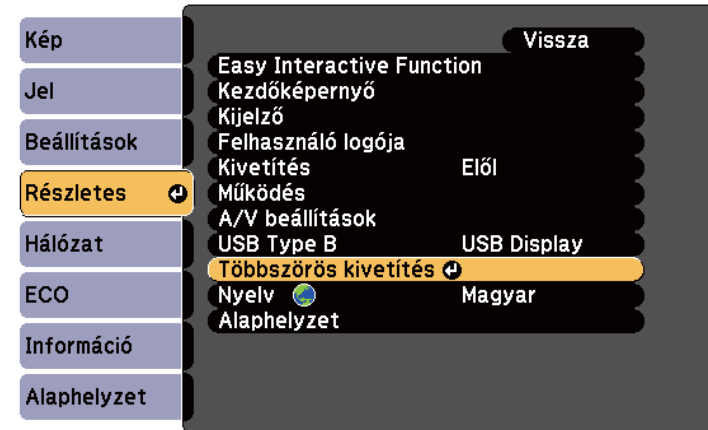 Kép
Jel
Beállítások
Részletes
Hálózat
ECO
Információ
Alaphelyzet
Vissza
Easy Interactive Function
Kezdőképernyő
Kijelző
Felhasználó logója
Kivetítés Elől
Működés
A/V beállítások
USB Type B USB Display
Többszörös kivetítés
Nyelv Magyar
Alaphelyzet